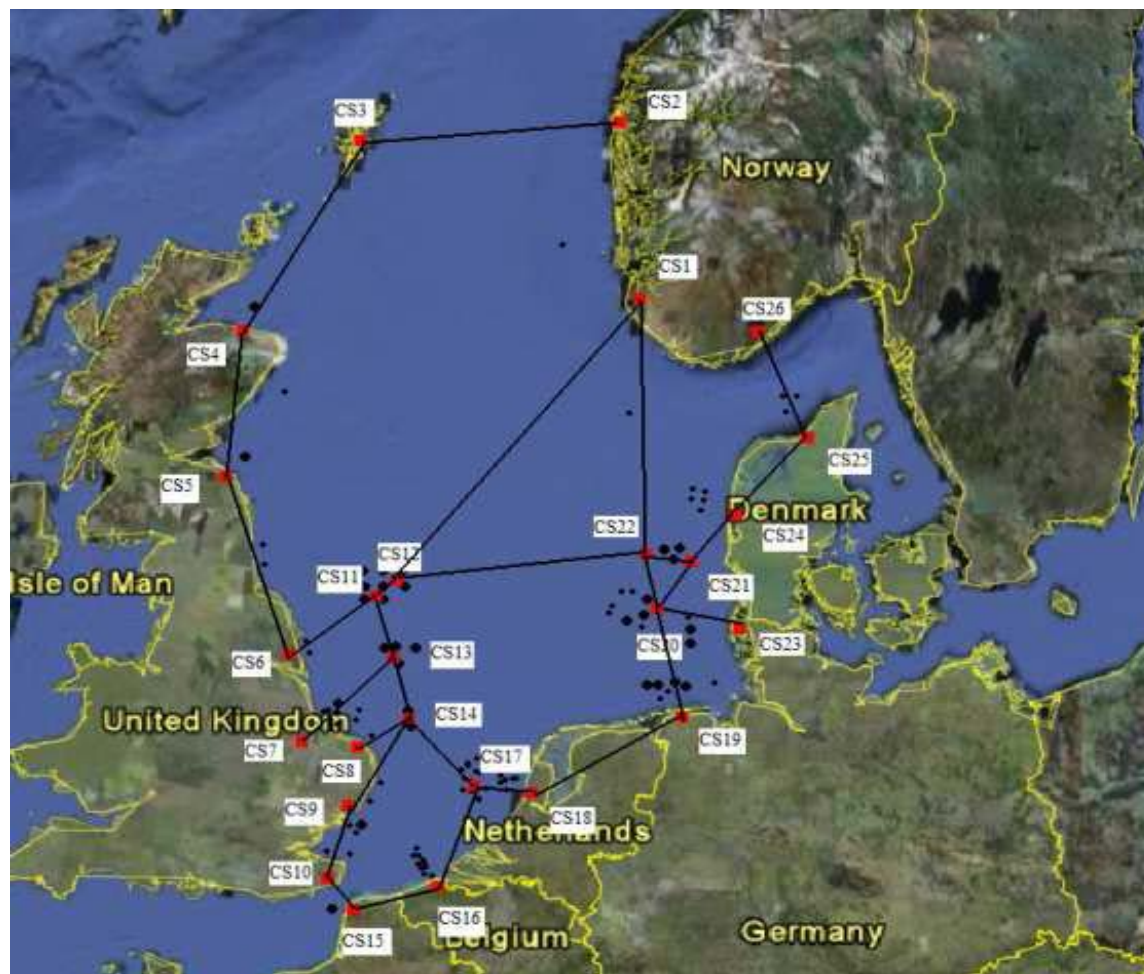 CS3
CS2
Norway
CS1
CS26
CS4
CS25
CS5
CS22
Denmark
CS24
CS12
CS11
Isle of Man
CS21
CS20
CS23
CS6
CS13
United Kingdom
CS14
CS7
CS8
CS19
CS17
CS9
CS18
Netherlands
CS10
CS16
CS15
Belgium
Germany